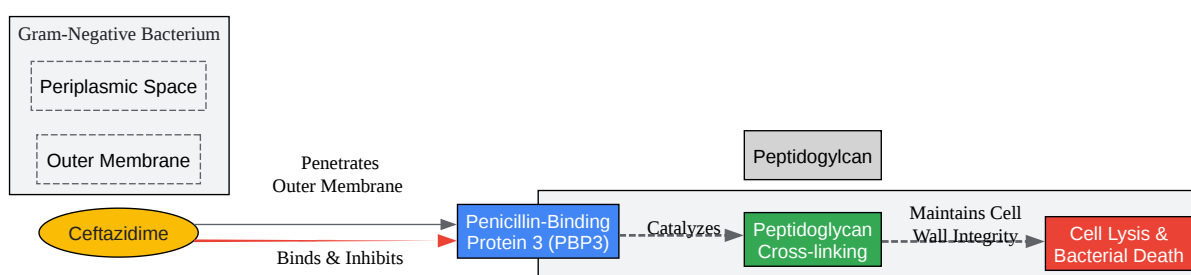 Gram-Negative Bacterium
Periplasmic Space
Outer Membrane
Penetrates
Outer Membrane
Peptidogylcan
Ceftazidime
Binds & Inhibits
Penicillin-Binding
Protein 3 (PBP3)
Catalyzes
Peptidoglycan
Cross-linking
Maintains Cell
Wall Integrity
Cell Lysis &
Bacterial Death